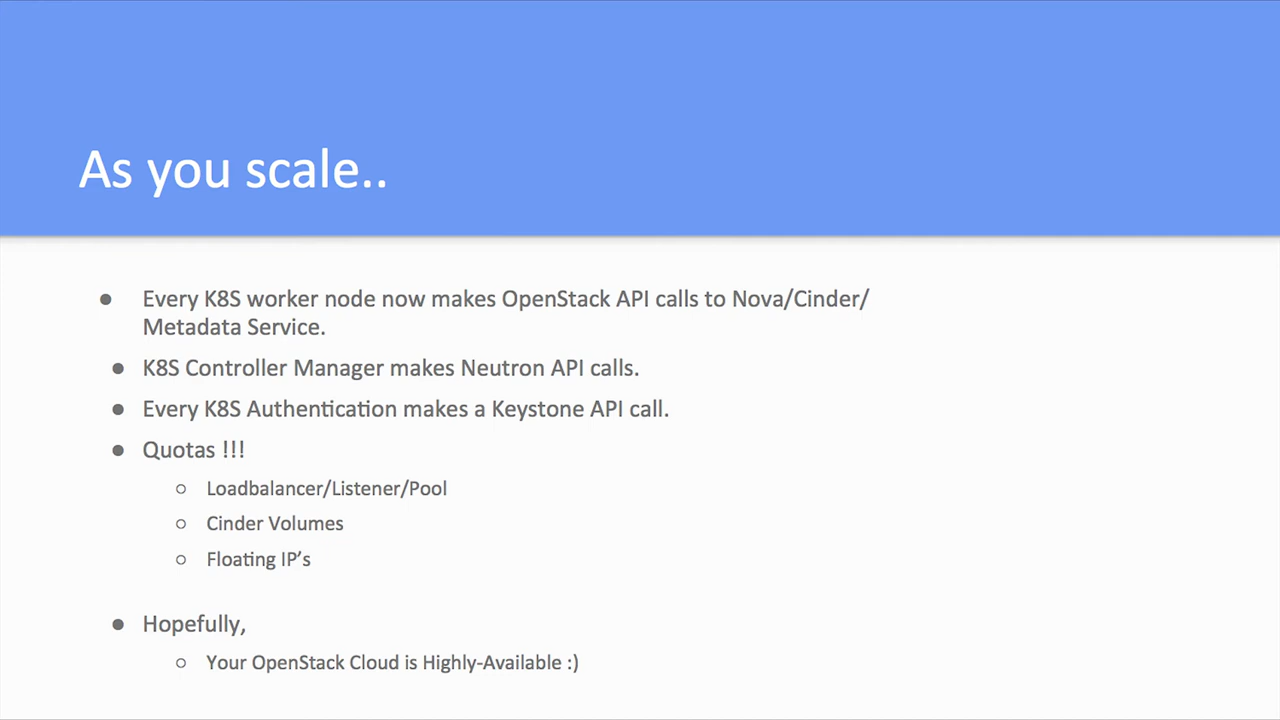 As you scale..
● Every K8S worker node now makes OpenStack API calls to Nova/Cinder/
Metadata Service.
● K8S Controller Manager makes Neutron API calls.
● Every K8S Authentication makes a Keystone API call.
● Quotas !!!
○ Loadbalancer/Listener/Pool
○ Cinder Volumes
○ Floating IP’s
● Hopefully,
○ Your OpenStack Cloud is Highly-Available :)